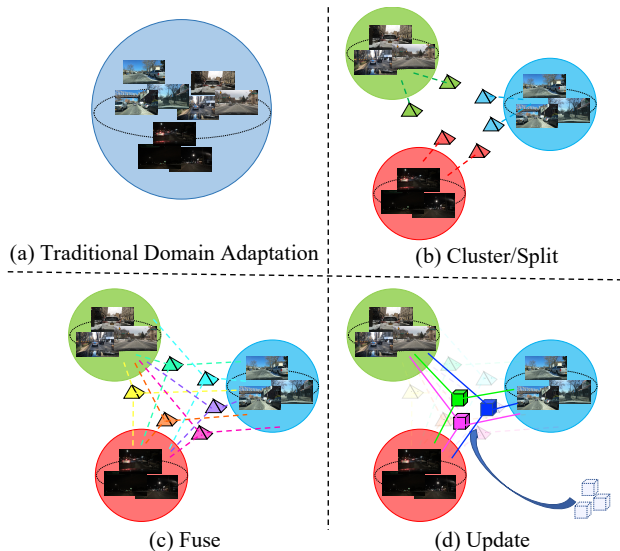 (a) Traditional Domain Adaptation
(b) Cluster/Split
(c) Fuse
(d) Update